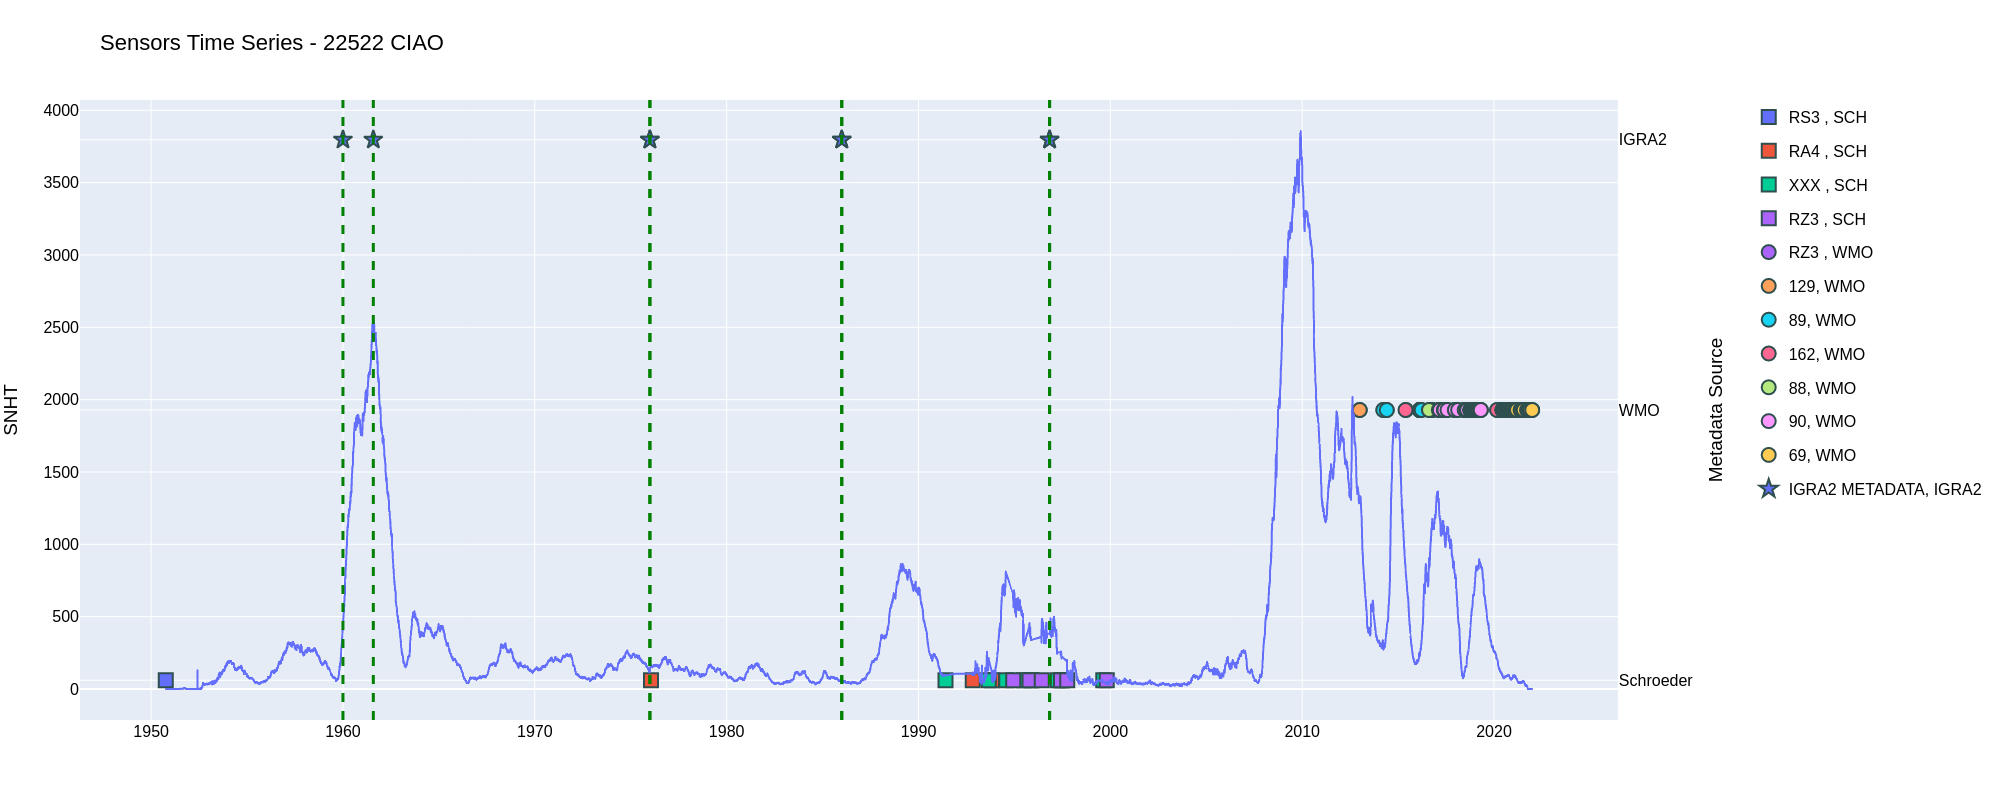 Sensors Time Series - 22522 CIAO
SNHT
4000
3500
3000
2500
2000
1500
1000
500
0
1950
1960
1970
1980
1990
2000
2010
2020
IGRA2
WMO
Schroeder
Metadata Source
RS3 , SCH
RA4 , SCH
XXX , SCH
RZ3 , SCH
RZ3 , WMO
129, WMO
89, WMO
162, WMO
88, WMO
90, WMO
69, WMO
IGRA2 METADATA, IGRA2